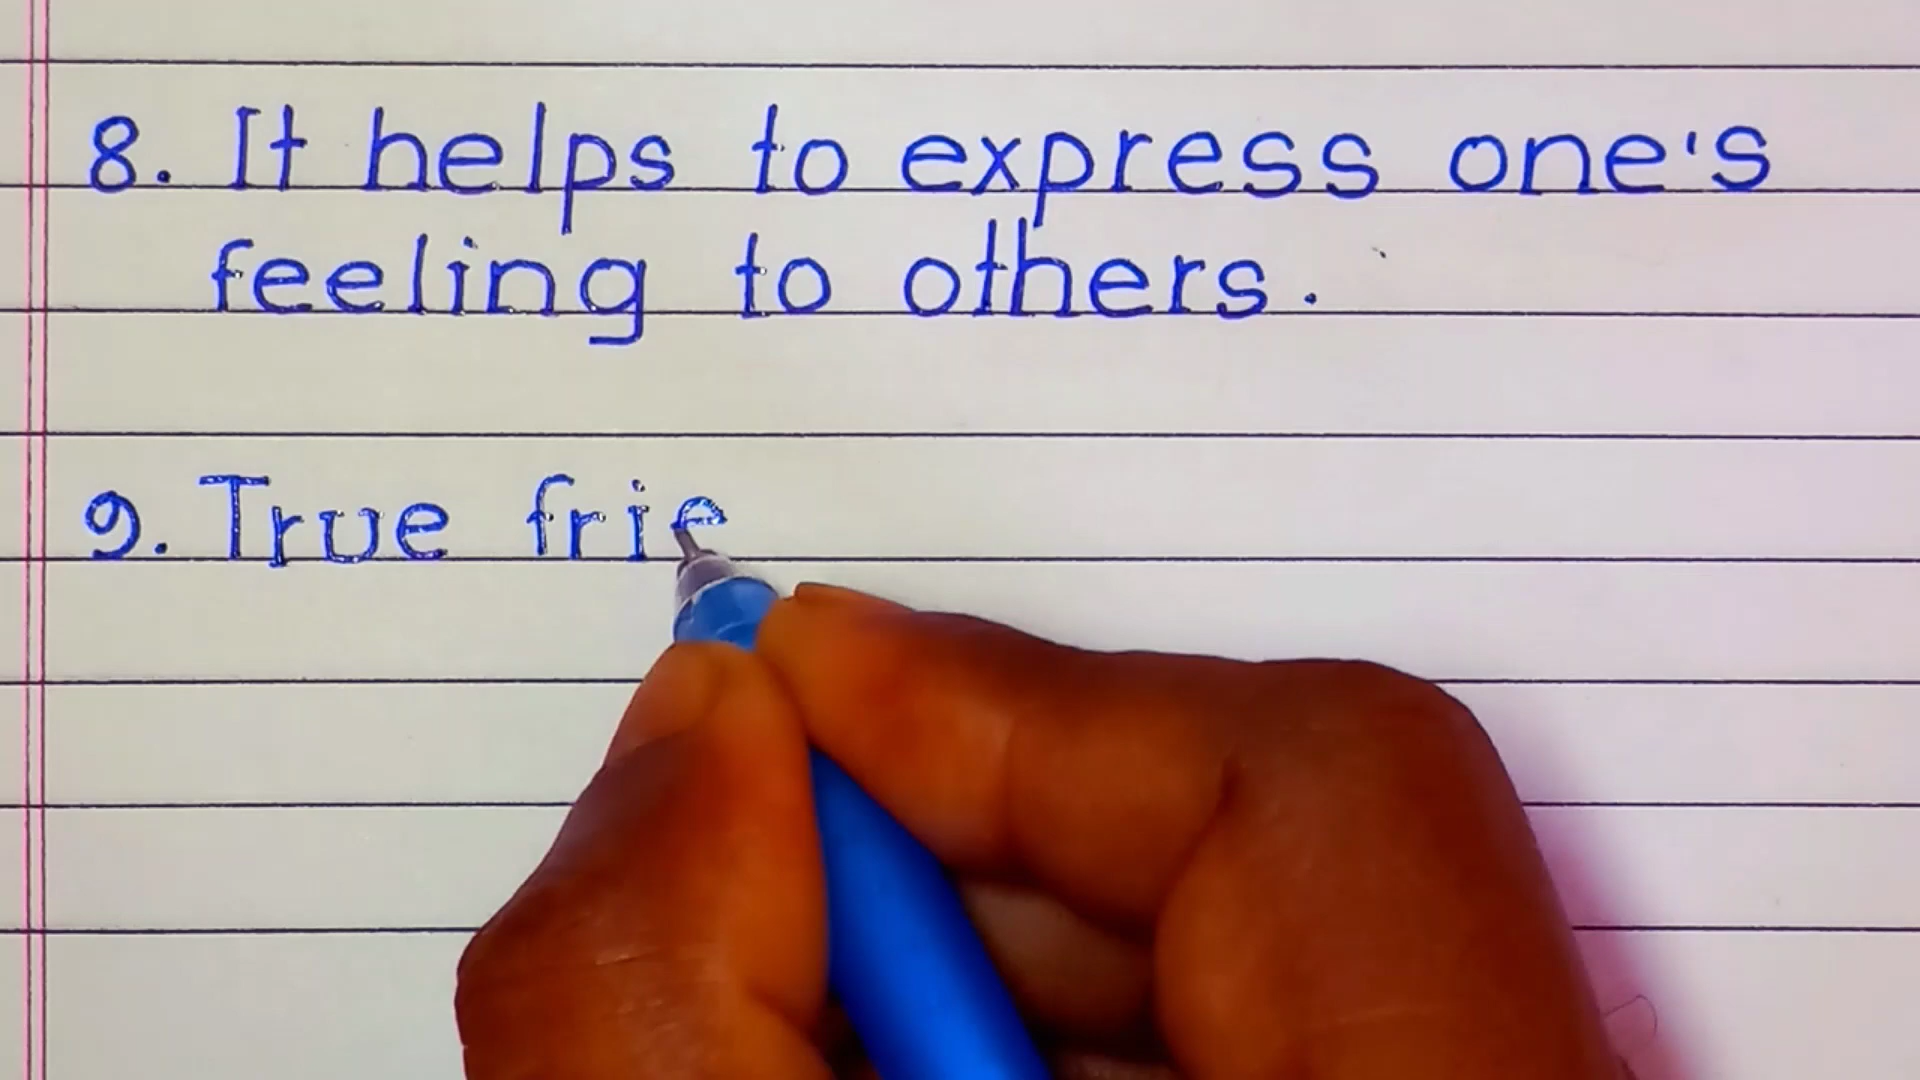 8. It helps to express one's
feeling to others.
9. True frie